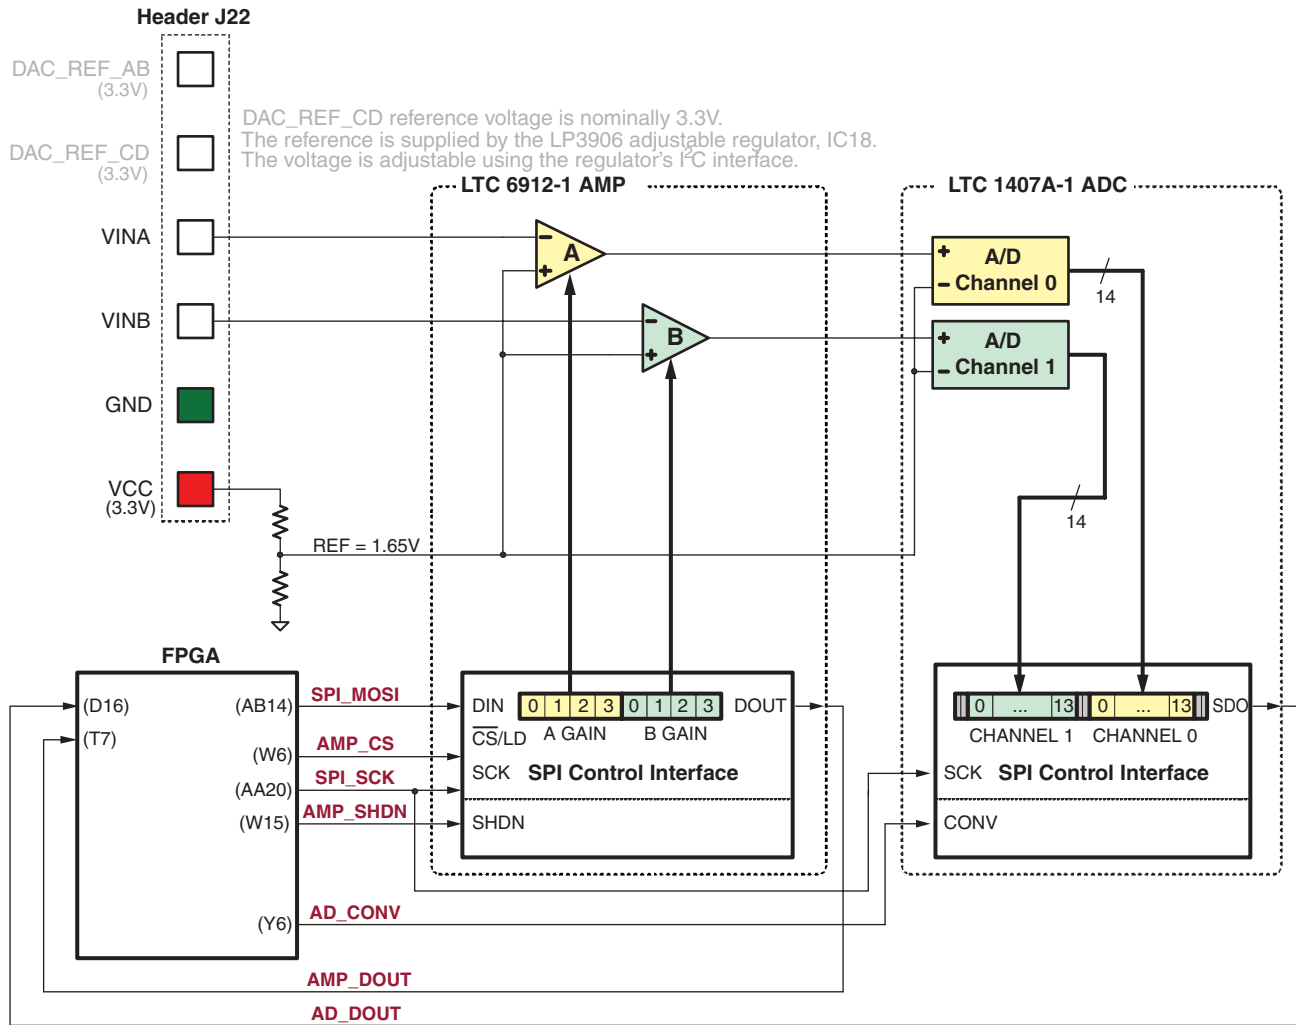 Header J22
DAC_REF_AB
(3.3V)
DAC_REF_CD
(3.3V)
DAC_REF_CD reference voltage is nominally 3.3V.
The reference is supplied by the LP3906 adjustable regulator, IC18.
The voltage is adjustable using the regulator's I²C interface.
VINA
VINB
GND
VCC
(3.3V)
REF = 1.65V
LTC 6912-1 AMP
A
B
LTC 1407A-1 ADC
A/D
Channel 0
14
A/D
Channel 1
14
FPGA
(D16)
(T7)
(AB14)
(W6)
(AA20)
(W15)
(Y6)
SPI_MOSI
AMP_CS
SPI_SCK
AMP_SHDN
AD_CONV
AMP_DOUT
AD_DOUT
DIN
0 1 2 3 0 1 2 3
DOUT
A GAIN B GAIN
CS/LD
SCK
SPI Control Interface
SHDN
0 ... 13 0 ... 13
SDO
CHANNEL 1 CHANNEL 0
SCK
SPI Control Interface
CONV